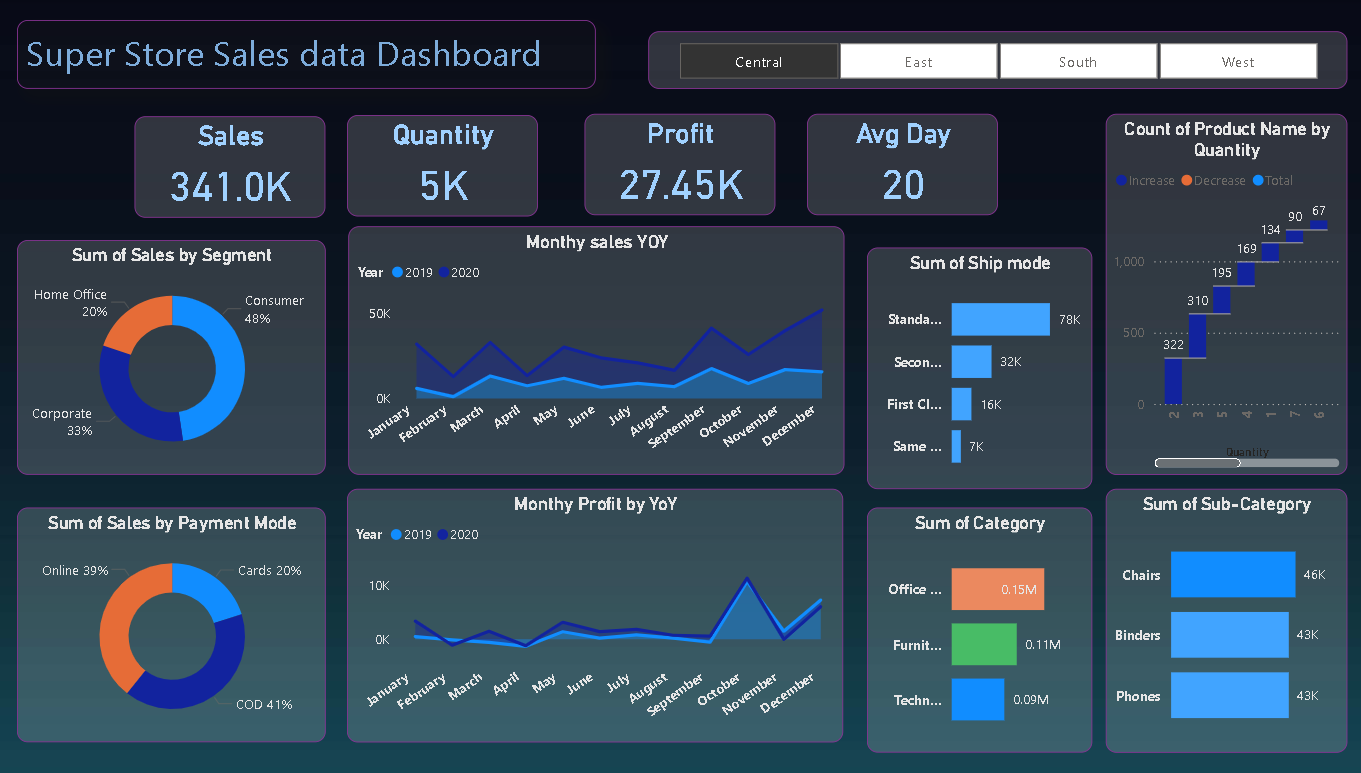 Super Store Sales data Dashboard
Central
East
South
West
Sales
341.0K
Quantity
5K
Profit
27.45K
Avg Day
20
Count of Product Name by
Quantity
Increase
Decrease
Total
1,000
500
0
322
310
195
169
134
90
67
2
3
5
4
1
7
6
Quantity
Sum of Sales by Segment
Home Office
20%
Consumer
48%
Corporate
33%
Monthy sales YOY
Year
2019
2020
50K
0K
January
February
March
April
May
June
July
August
September
October
November
December
Sum of Ship mode
Standa...
78K
Secon...
32K
First Cl...
16K
Same ...
7K
Sum of Sales by Payment Mode
Online 39%
Cards 20%
COD 41%
Monthy Profit by YoY
Year
2019
2020
10K
0K
January
February
March
April
May
June
July
August
September
October
November
December
Sum of Category
Office ...
0.15M
Furnit...
0.11M
Techn...
0.09M
Sum of Sub-Category
Chairs
46K
Binders
43K
Phones
43K